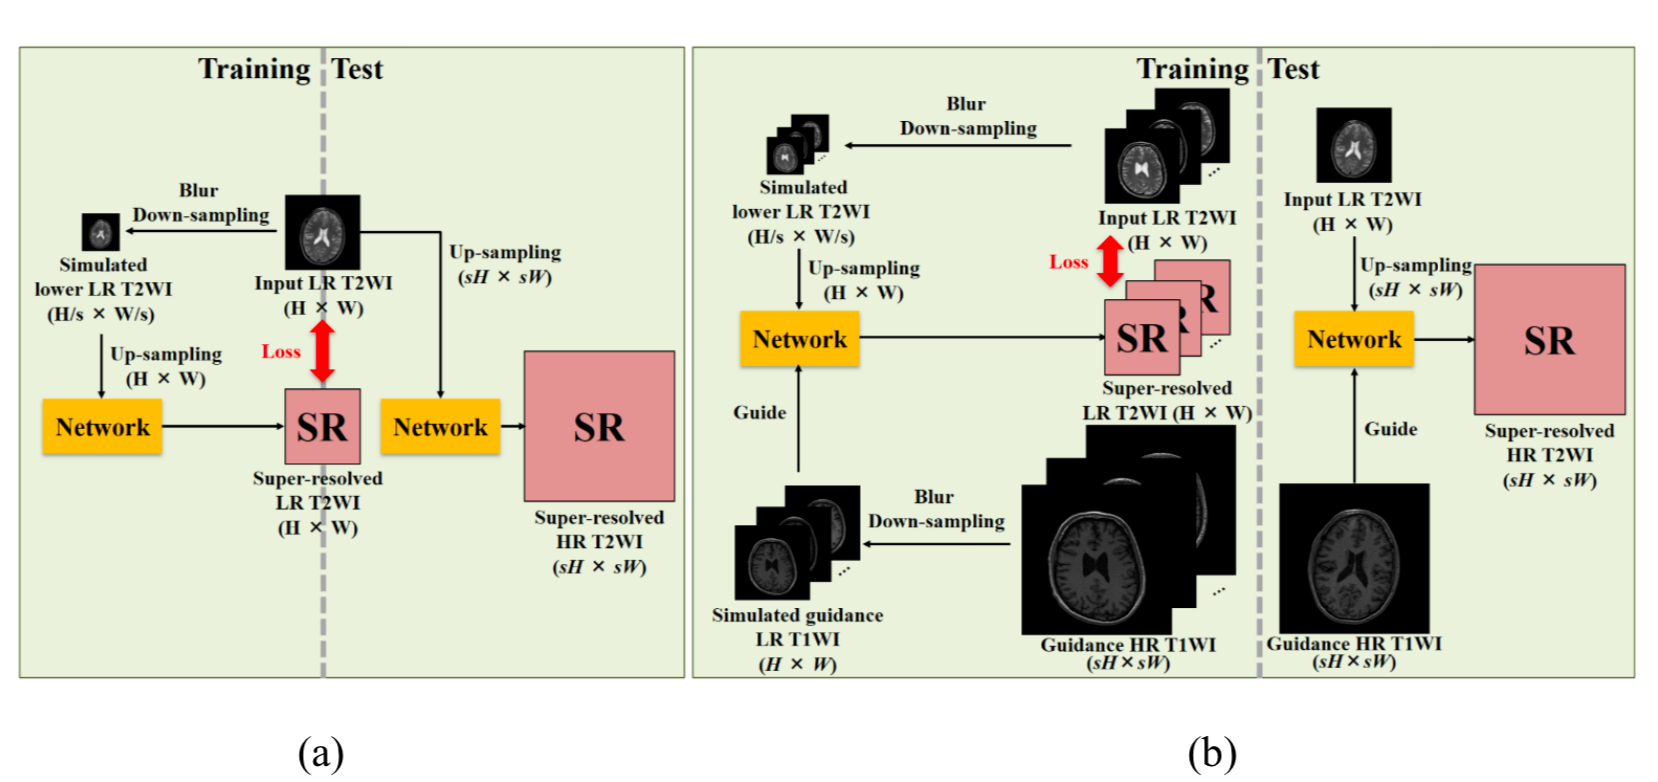 Training
Test
Blur
Down-sampling
Simulated
lower LR T2WI
(H/s × W/s)
Input LR T2WI
(H × W)
Up-sampling
(sH × sW)
Up-sampling
(H × W)
Loss
Network
SR
Network
SR
Super-resolved
LR T2WI
(H × W)
Super-resolved
HR T2WI
(sH × sW)
(a)
Training
Test
Blur
Down-sampling
Simulated
lower LR T2WI
(H/s × W/s)
Input LR T2WI
(H × W)
Up-sampling
(H × W)
Loss
Network
SR
R
R
Super-resolved
LR T2WI (H × W)
Guide
Blur
Down-sampling
Simulated guidance
LR T1WI
(H × W)
Guidance HR T1WI
(sH×sW)
Input LR T2WI
(H × W)
Up-sampling
(sH × sW)
Network
SR
Super-resolved
HR T2WI
(sH × sW)
Guide
Guidance HR T1WI
(sH×sW)
(b)